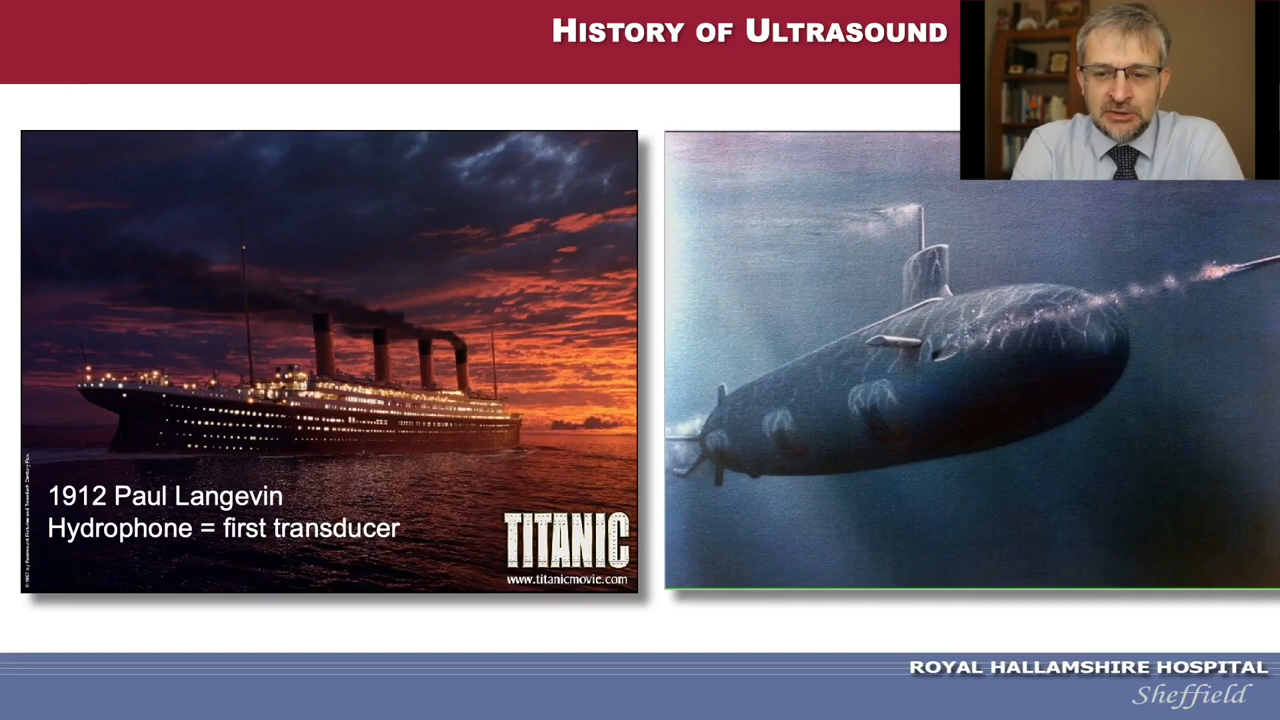 HISTORY OF ULTRASOUND
1912 Paul Langevin
Hydrophone = first transducer
TITANIC
www.titanicmovie.com
ROYAL HALLAMSHIRE HOSPITAL
Sheffield